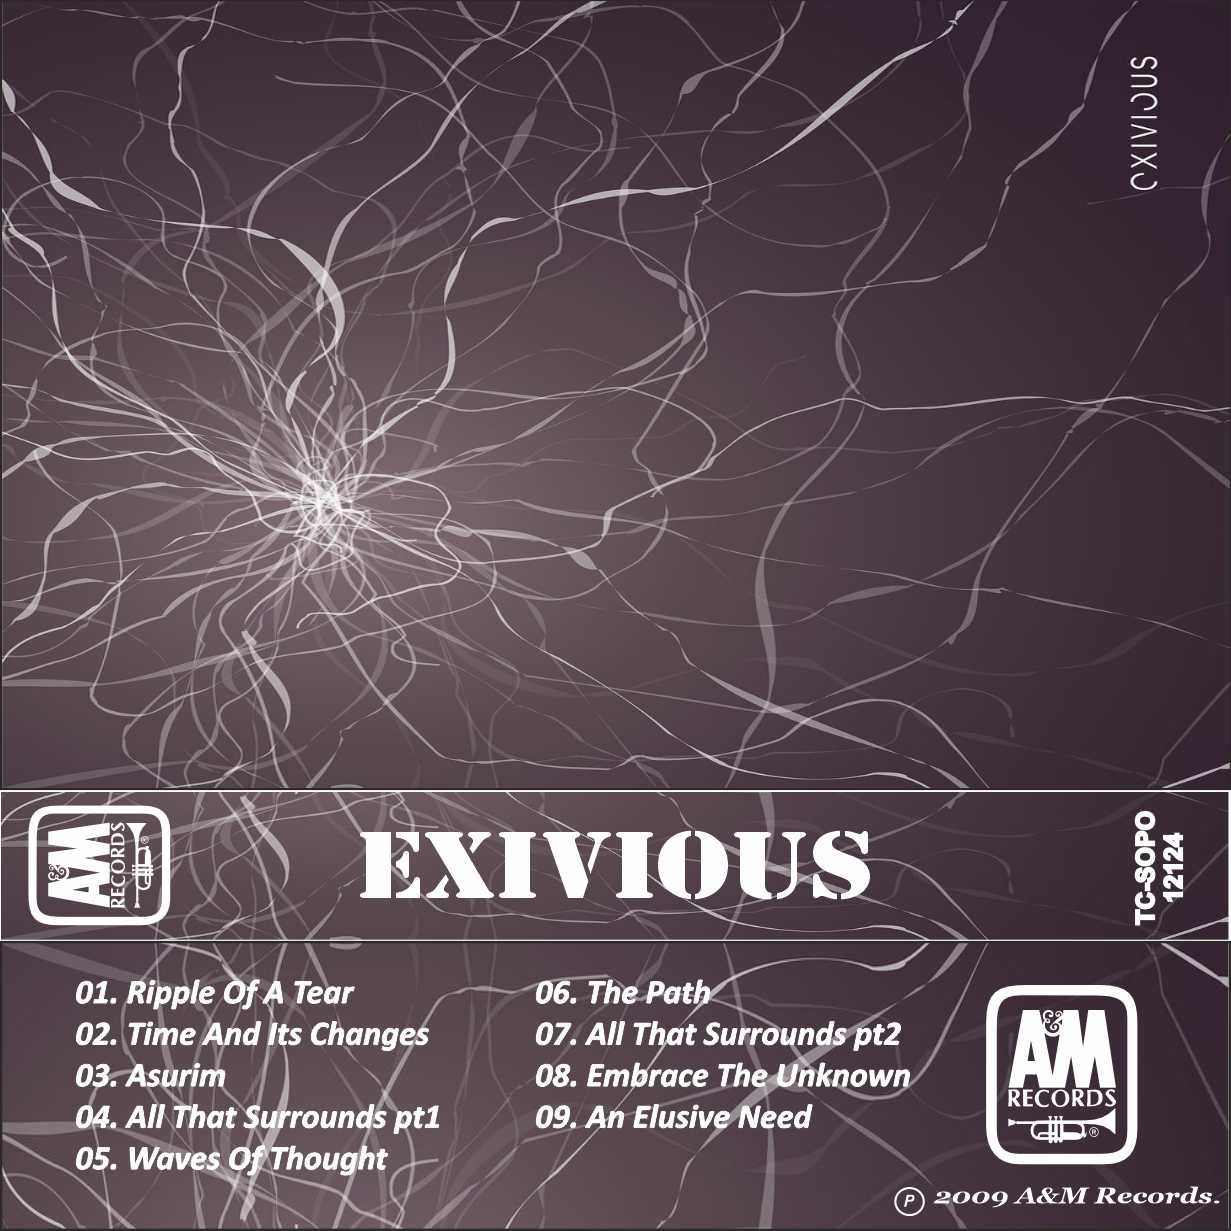 EXIVIOUS
A&M
RECORDS
®
EXIVIOUS
TC-SOPO
12124
01. Ripple Of A Tear
02. Time And Its Changes
03. Asurim
04. All That Surrounds pt1
05. Waves Of Thought
06. The Path
07. All That Surrounds pt2
08. Embrace The Unknown
09. An Elusive Need
A&M
RECORDS
®
℗ 2009 A&M Records.